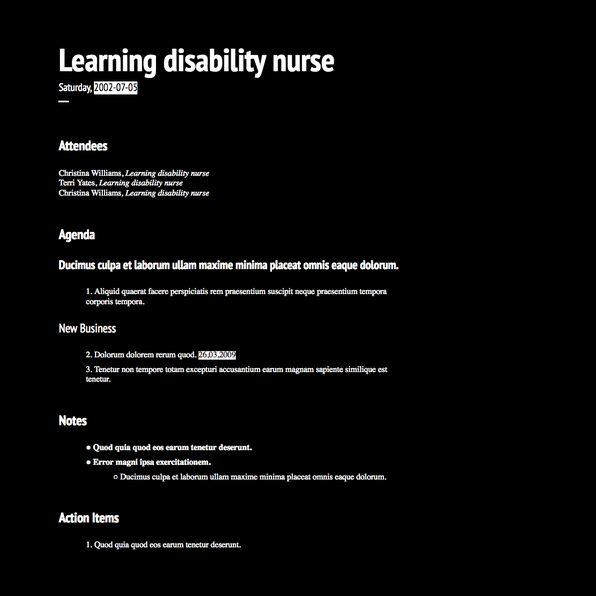 Learning disability nurse
Saturday, 2002-07-05
Attendees
Christina Williams, Learning disability nurse
Terri Yates, Learning disability nurse
Christina Williams, Learning disability nurse
Agenda
Ducimus culpa et laborum ullam maxime minima placeat omnis eaque dolorum.
1. Aliquid quaerat facere perspiciatis rem praesentium suscipit neque praesentium tempora
corporis tempora.
New Business
2. Dolorum dolorem rerum quod. 26.03.2009
3. Tenetur non tempore totam excepturi accusantium earum magnam sapiente similique est
tenetur.
Notes
● Quod quia quod eos earum tenetur deserunt.
● Error magni ipsa exercitationem.
○ Ducimus culpa et laborum ullam maxime minima placeat omnis eaque dolorum.
Action Items
1. Quod quia quod eos earum tenetur deserunt.